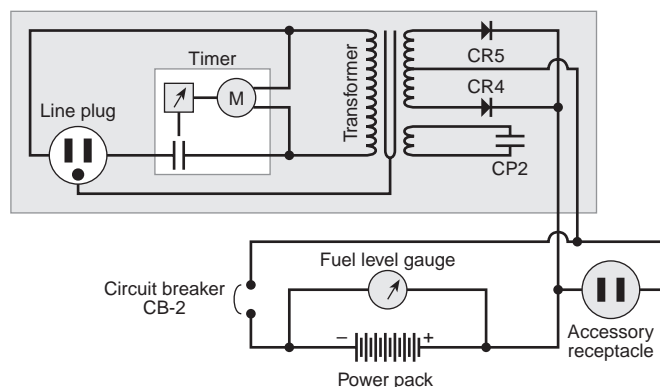 Timer
CR5
Line plug
M
Transformer
CR4
CP2
Fuel level gauge
Circuit breaker
CB-2
– +
Accessory
receptacle
Power pack